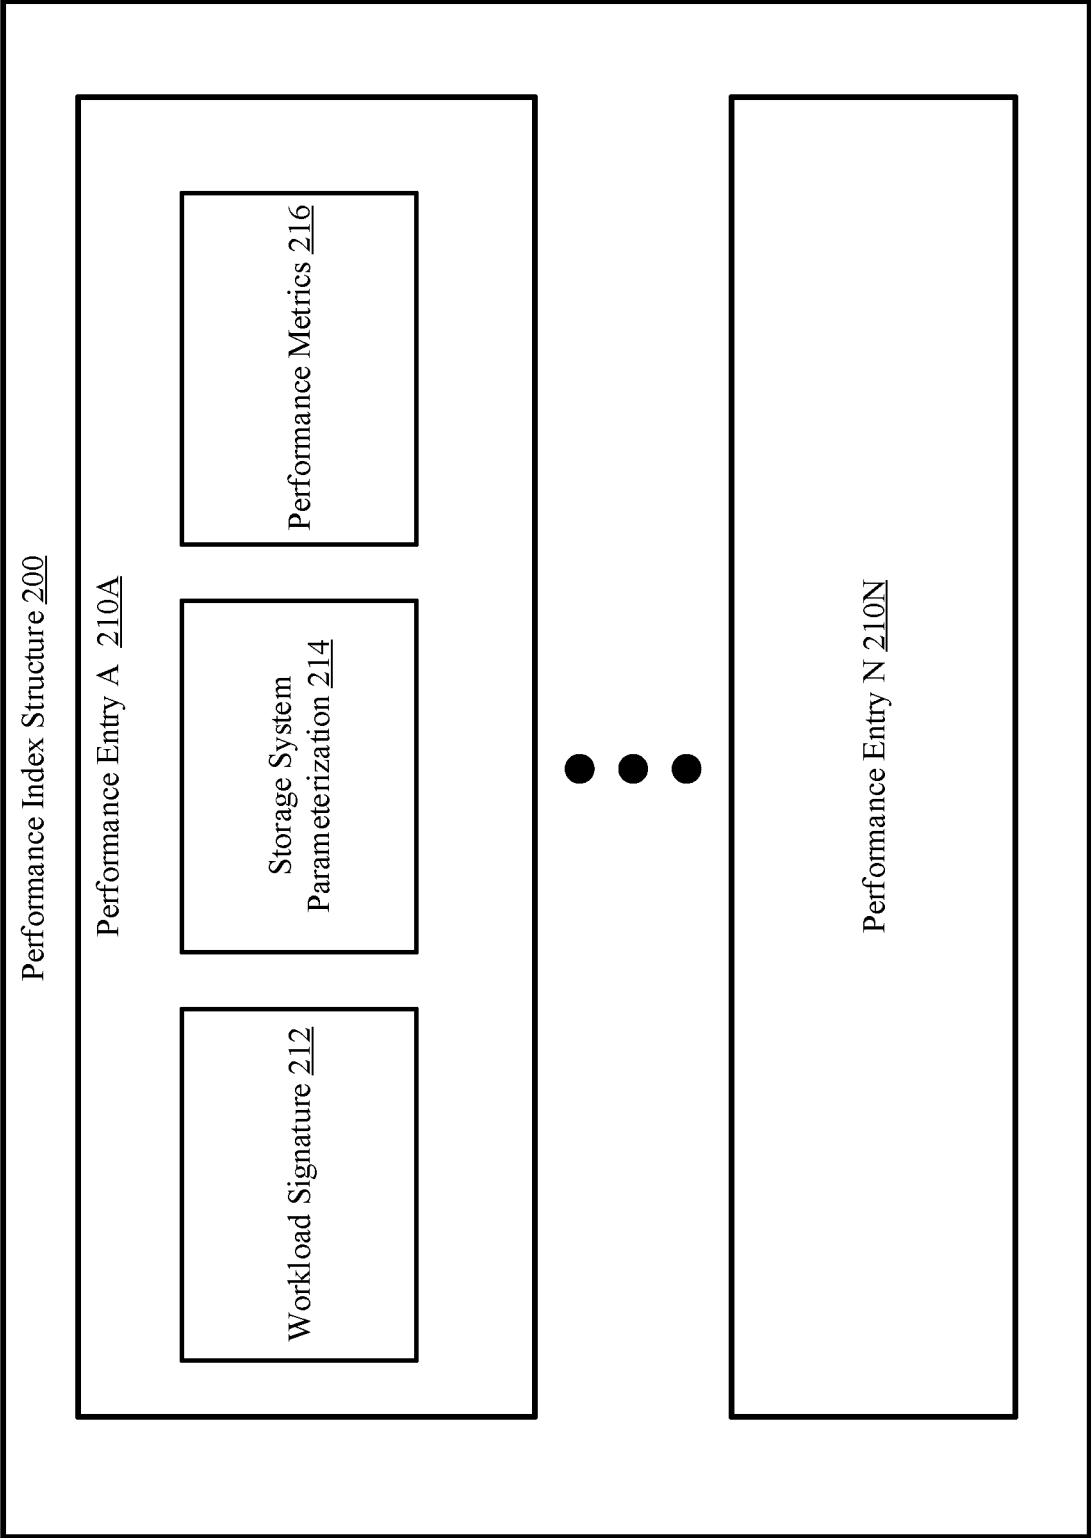 Performance Index Structure 200
Performance Entry A 210A
Workload Signature 212
Storage System
Parameterization 214
Performance Metrics 216
Performance Entry N 210N